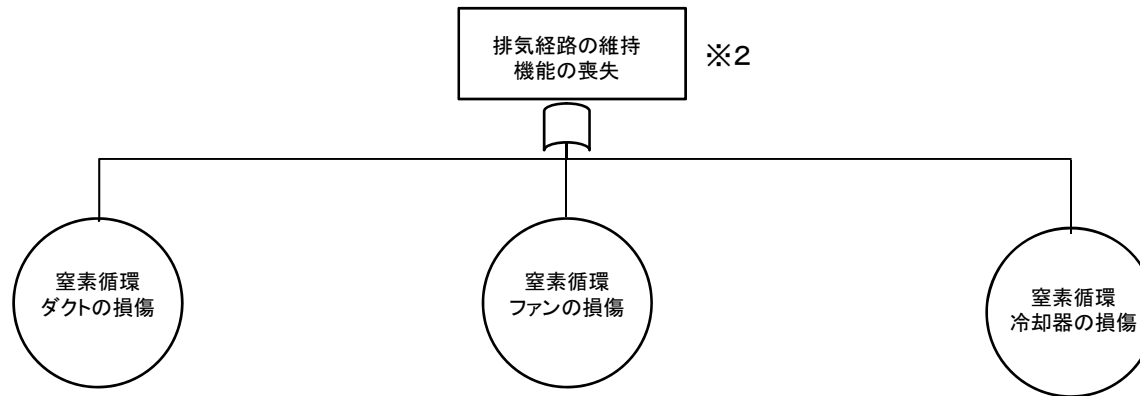 排気経路の維持
機能の喪失
※2
窒素循環
ダクトの損傷
窒素循環
ファンの損傷
窒素循環
冷却器の損傷